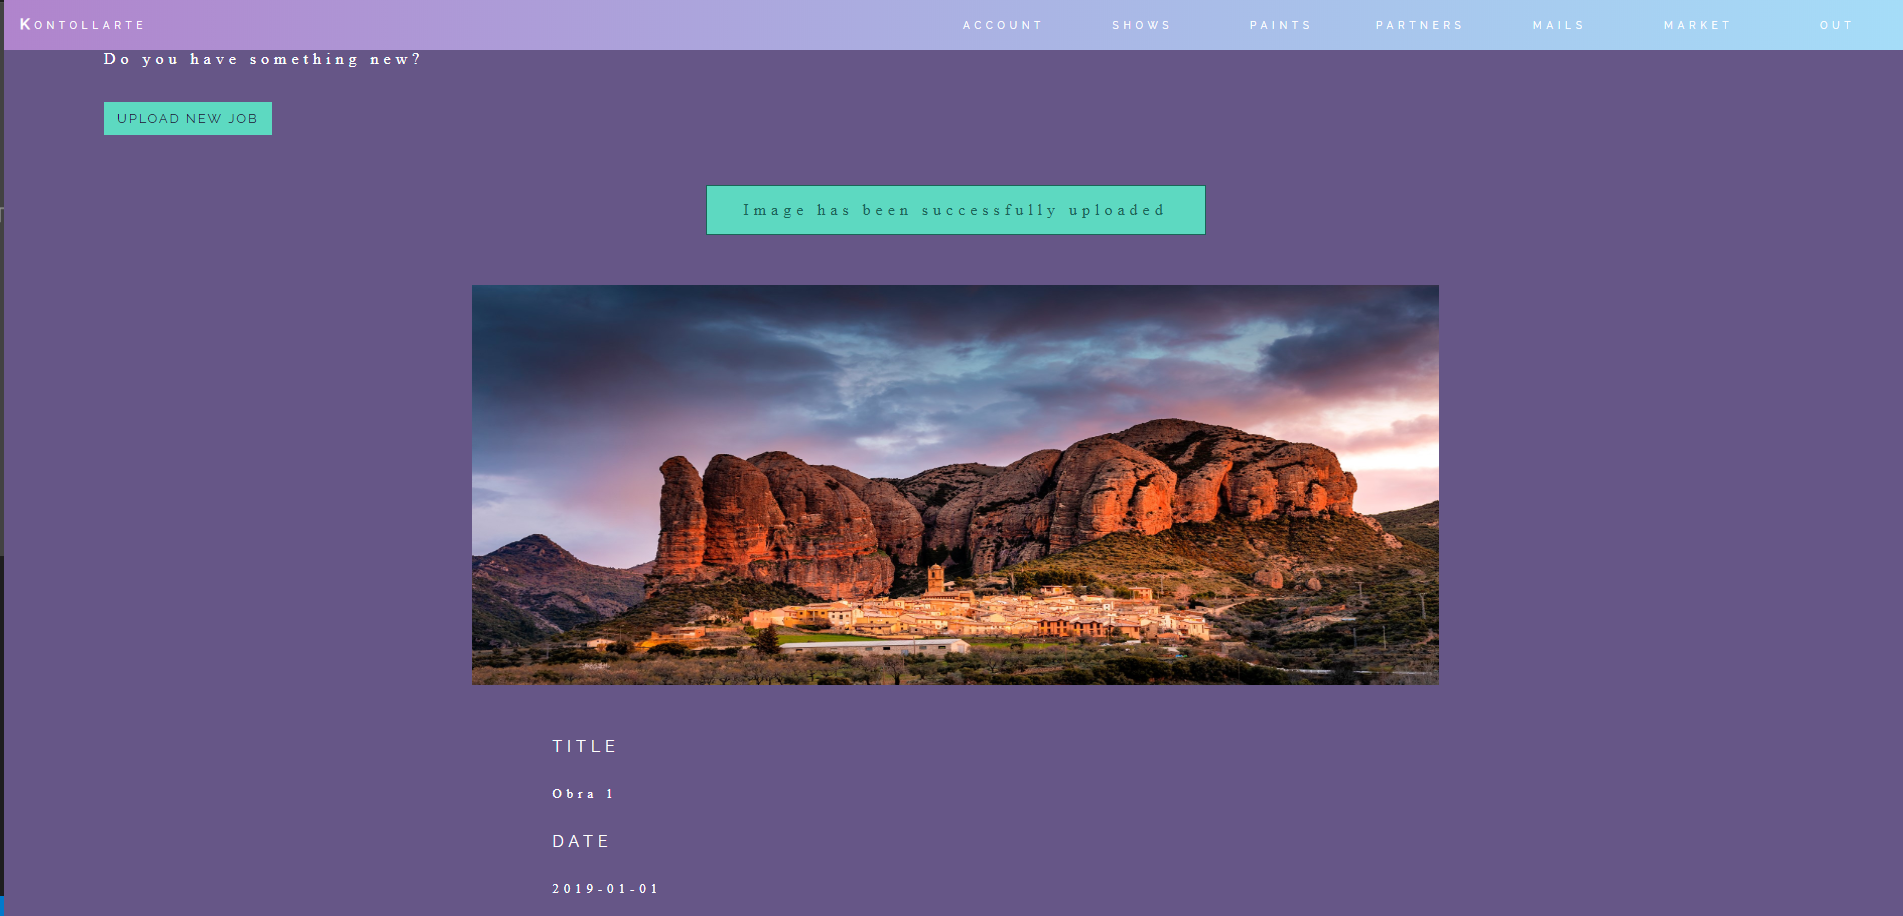 KONTOLLARTE ACCOUNT SHOWS PAINTS PARTNERS MAILS MARKET OUT
Do you have something new?
UPLOAD NEW JOB
Image has been successfully uploaded
TITLE
Obra 1
DATE
2019-01-01